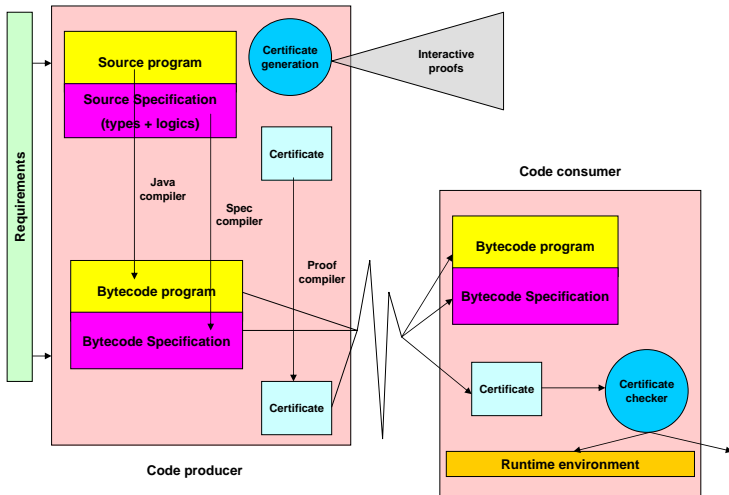 Requirements
Source program
Source Specification
(types + logics)
Certificate
generation
Interactive
proofs
Certificate
Java
compiler
Spec
compiler
Proof
compiler
Bytecode program
Bytecode Specification
Certificate
Code producer
Code consumer
Bytecode program
Bytecode Specification
Certificate
Certificate
checker
Runtime environment